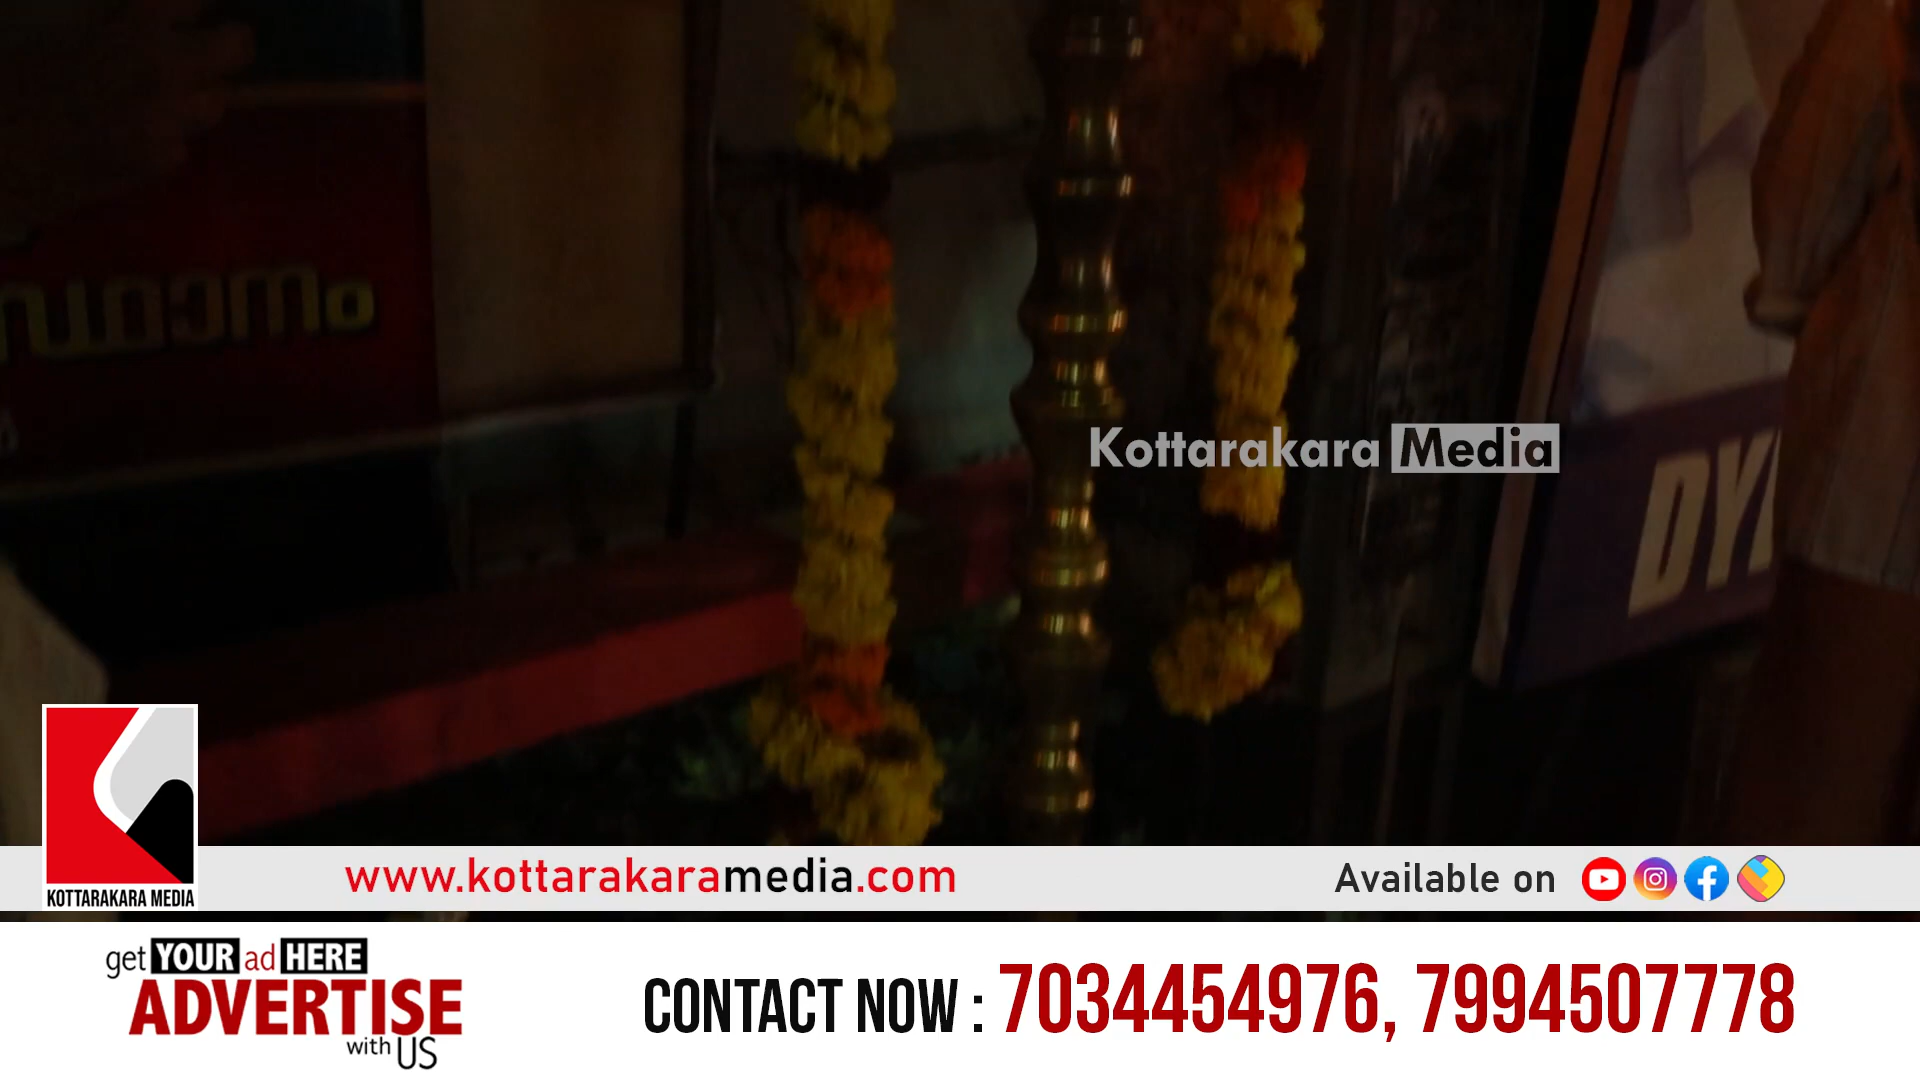 Kottarakara Media
DY
KOTTARAKARA MEDIA
www.kottarakaramedia.com
Available on
get YOUR ad HERE
ADVERTISE
with US
CONTACT NOW : 7034454976, 7994507778